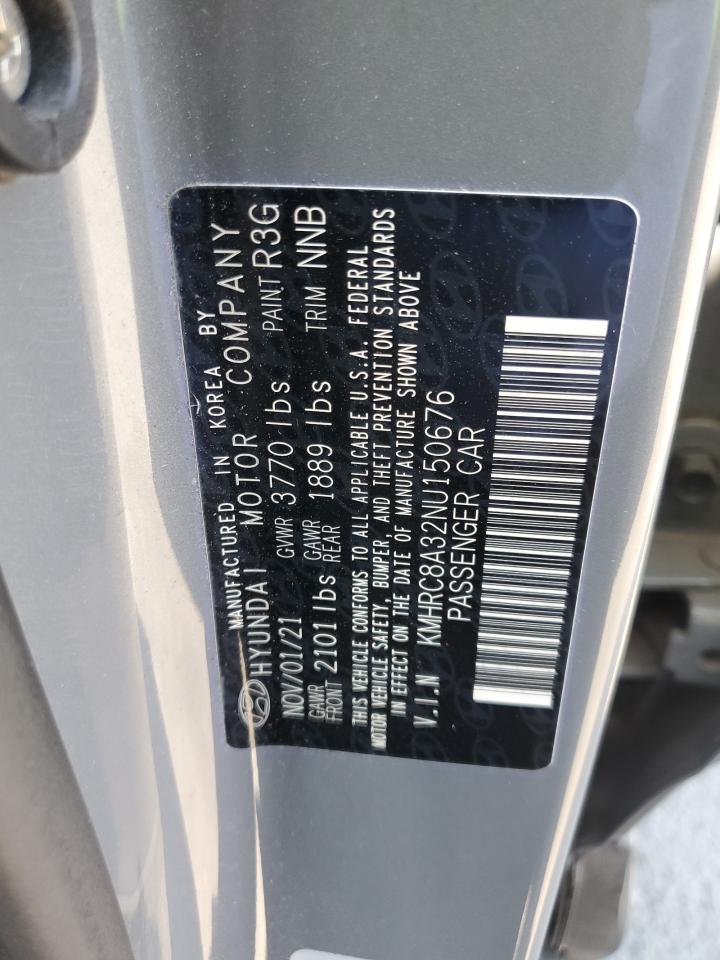 MANUFACTURED IN KOREA BY
HYUNDAI MOTOR COMPANY
NOV/01/21 GVWR 3770 lbs PAINT R3G
GAWR FRONT 2101 lbs GAWR REAR 1889 lbs TRIM NNB
THIS VEHICLE CONFORMS TO ALL APPLICABLE U.S.A. FEDERAL
MOTOR VEHICLE SAFETY, BUMPER, AND THEFT PREVENTION STANDARDS
IN EFFECT ON THE DATE OF MANUFACTURE SHOWN ABOVE
V.I.N KMHRC8A32NU150676
PASSENGER CAR